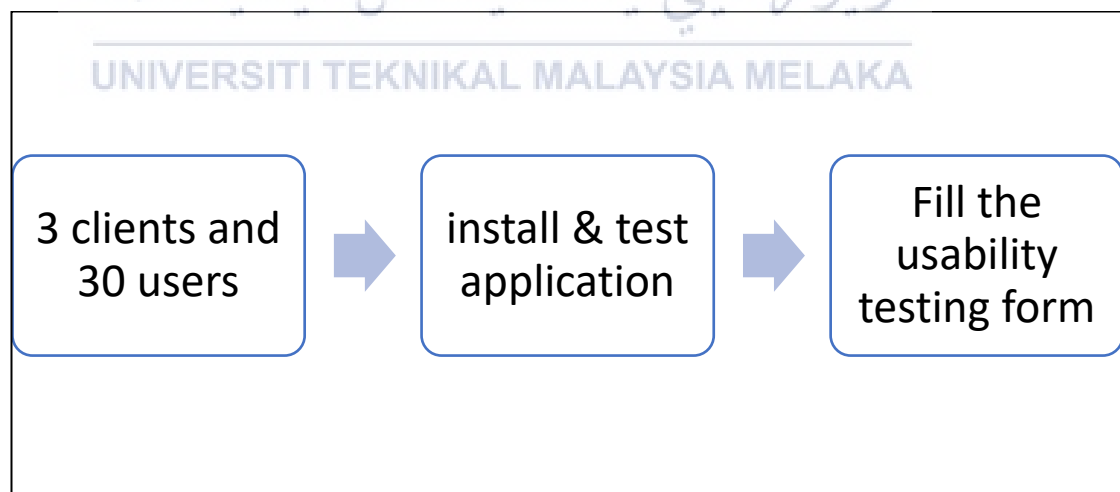 UNIVERSITI TEKNIKAL MALAYSIA MELAKA
3 clients and
30 users
install & test
application
Fill the
usability
testing form